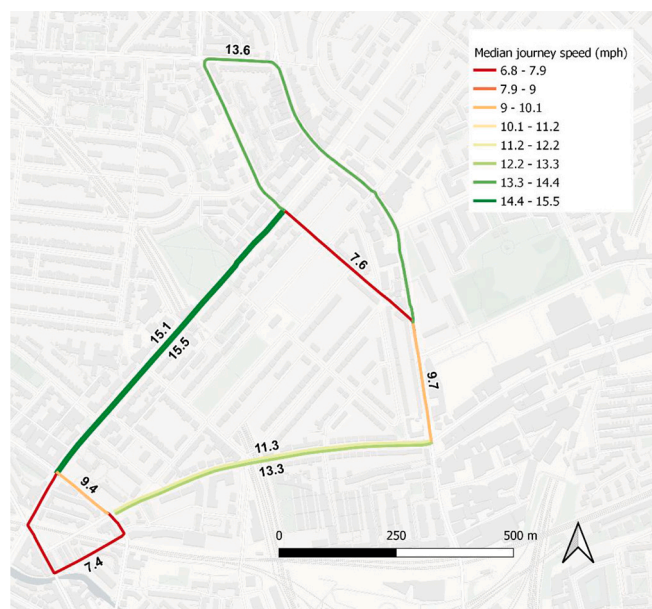 13.6
Median journey speed (mph)
6.8 - 7.9
7.9 - 9
9 - 10.1
10.1 - 11.2
11.2 - 12.2
12.2 - 13.3
13.3 - 14.4
14.4 - 15.5
7.6
15.1
15.5
9.7
11.3
13.3
9.4
7.4
0 250 500 m